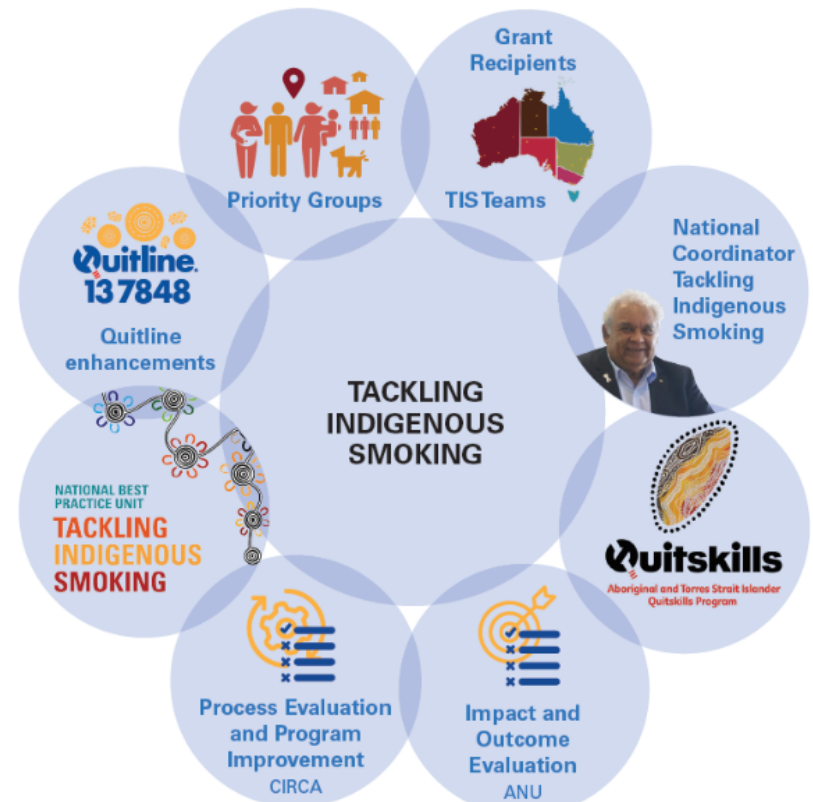 Grant
Recipients
TIS Teams
Priority Groups
National
Coordinator
Tackling
Indigenous
Smoking
Quitline.
13 7848
Quitline
enhancements
TACKLING
INDIGENOUS
SMOKING
NATIONAL BEST
PRACTICE UNIT
TACKLING
INDIGENOUS
SMOKING
Quitskills
Aboriginal and Torres Strait Islander
Quitskills Program
Process Evaluation
and Program
Improvement
CIRCA
Impact and
Outcome
Evaluation
ANU